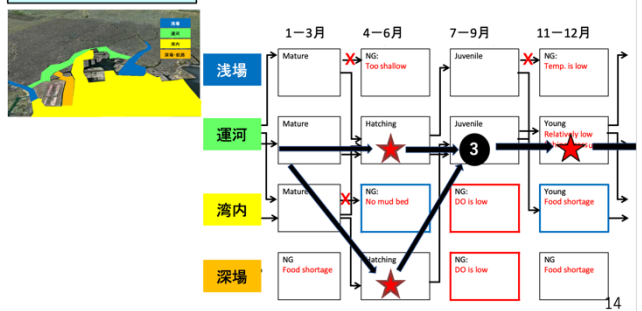 浅場
運河
湾内
深場・航路
1－3月 4－6月 7－9月 11－12月
浅場
Mature
NG:
Too shallow
Juvenile
NG:
Temp. is low
運河
Mature
Hatching
Juvenile
3
Young
Relatively low
湾内
Mature
NG:
No mud bed
NG:
DO is low
Young
Food shortage
深場
NG
Food shortage
Hatching
NG:
DO is low
NG
Food shortage
14